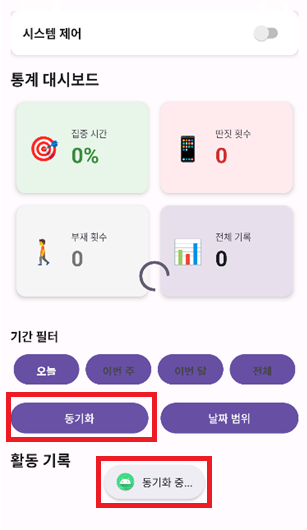 시스템 제어
통계 대시보드
집중 시간
0%
딴짓 횟수
0
부재 횟수
0
전체 기록
0
기간 필터
오늘
이번 주
이번 달
전체
동기화
날짜 범위
활동 기록
동기화 중...